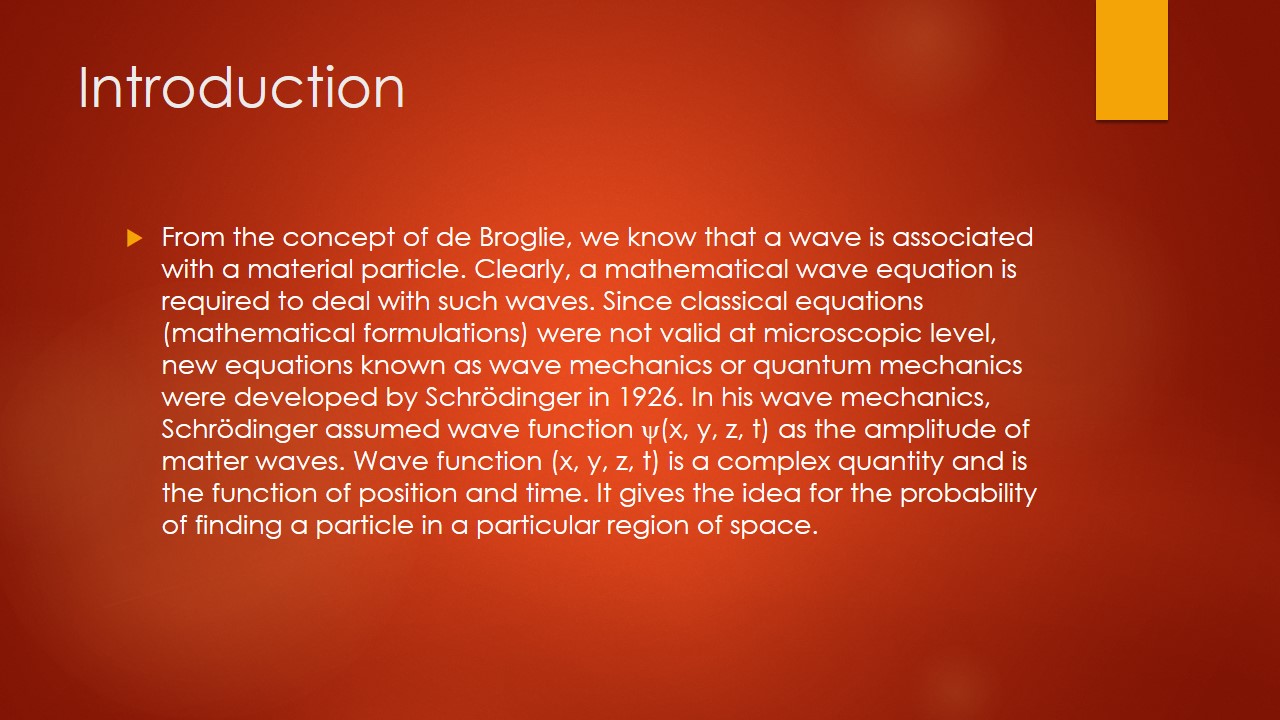 Introduction
From the concept of de Broglie, we know that a wave is associated
with a material particle. Clearly, a mathematical wave equation is
required to deal with such waves. Since classical equations
(mathematical formulations) were not valid at microscopic level,
new equations known as wave mechanics or quantum mechanics
were developed by Schrödinger in 1926. In his wave mechanics,
Schrödinger assumed wave function ψ(x, y, z, t) as the amplitude of
matter waves. Wave function (x, y, z, t) is a complex quantity and is
the function of position and time. It gives the idea for the probability
of finding a particle in a particular region of space.